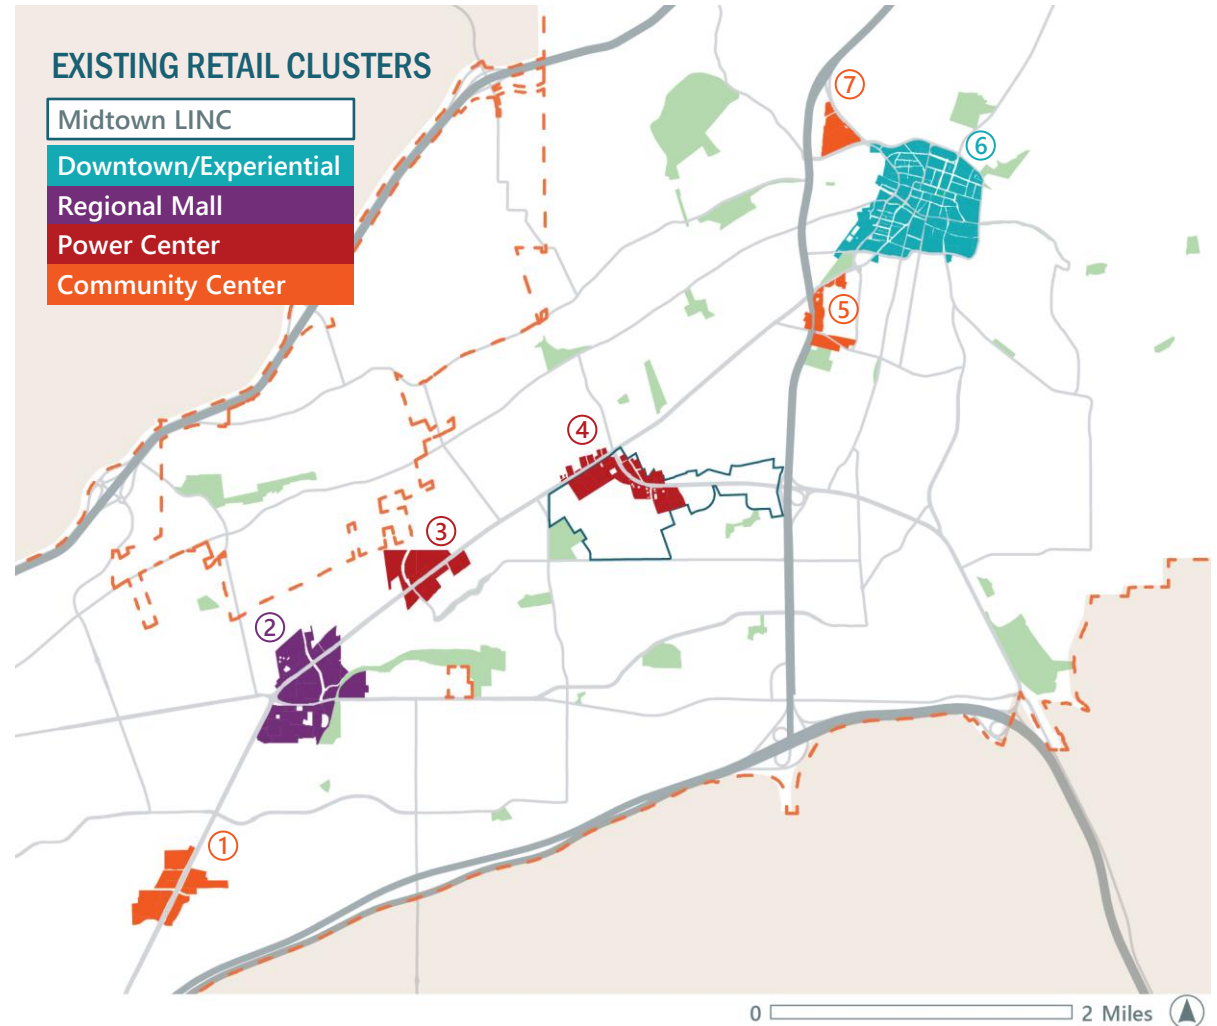 EXISTING RETAIL CLUSTERS
Midtown LINC
Downtown/Experiential
Regional Mall
Power Center
Community Center
7
6
5
4
3
2
1
0 2 Miles